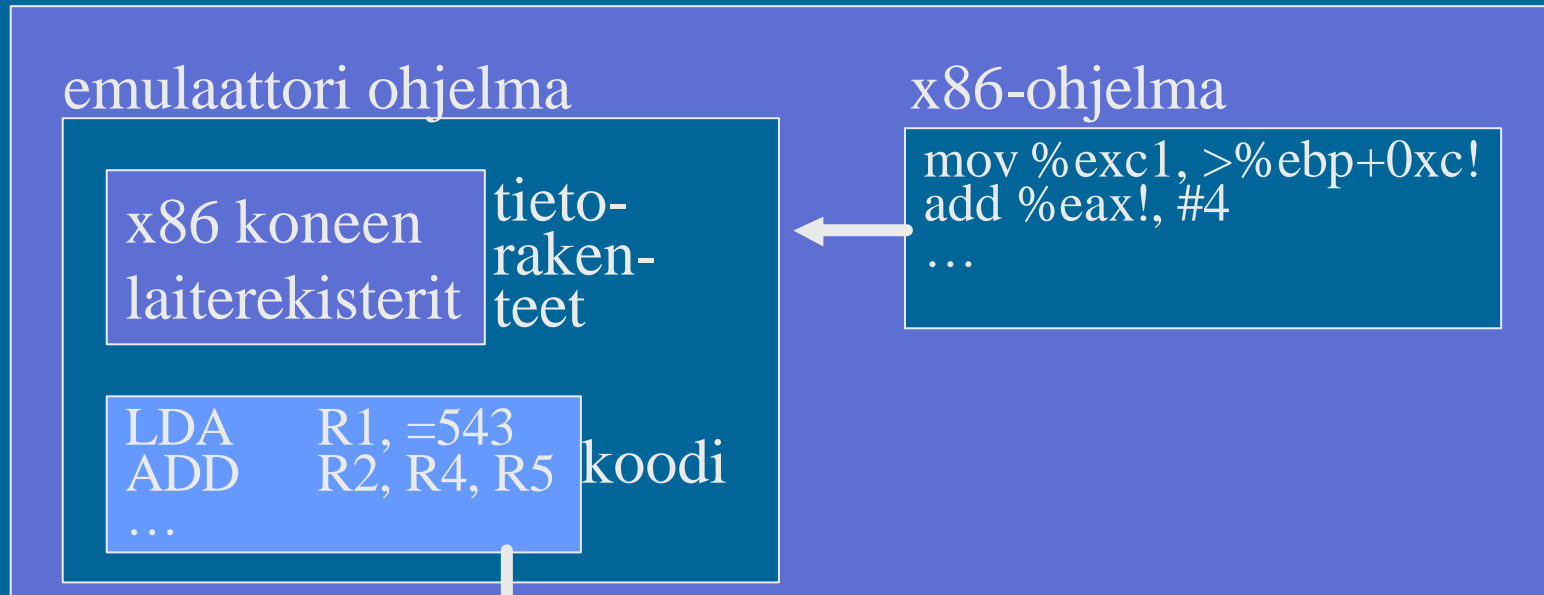 emulaattori ohjelma
x86 koneen
laiterekisterit
tieto-
raken-
teet
LDA R1, =543
ADD R2, R4, R5
…
koodi
x86-ohjelma
mov %exc1, >%ebp+0xc!
add %eax!, #4
…